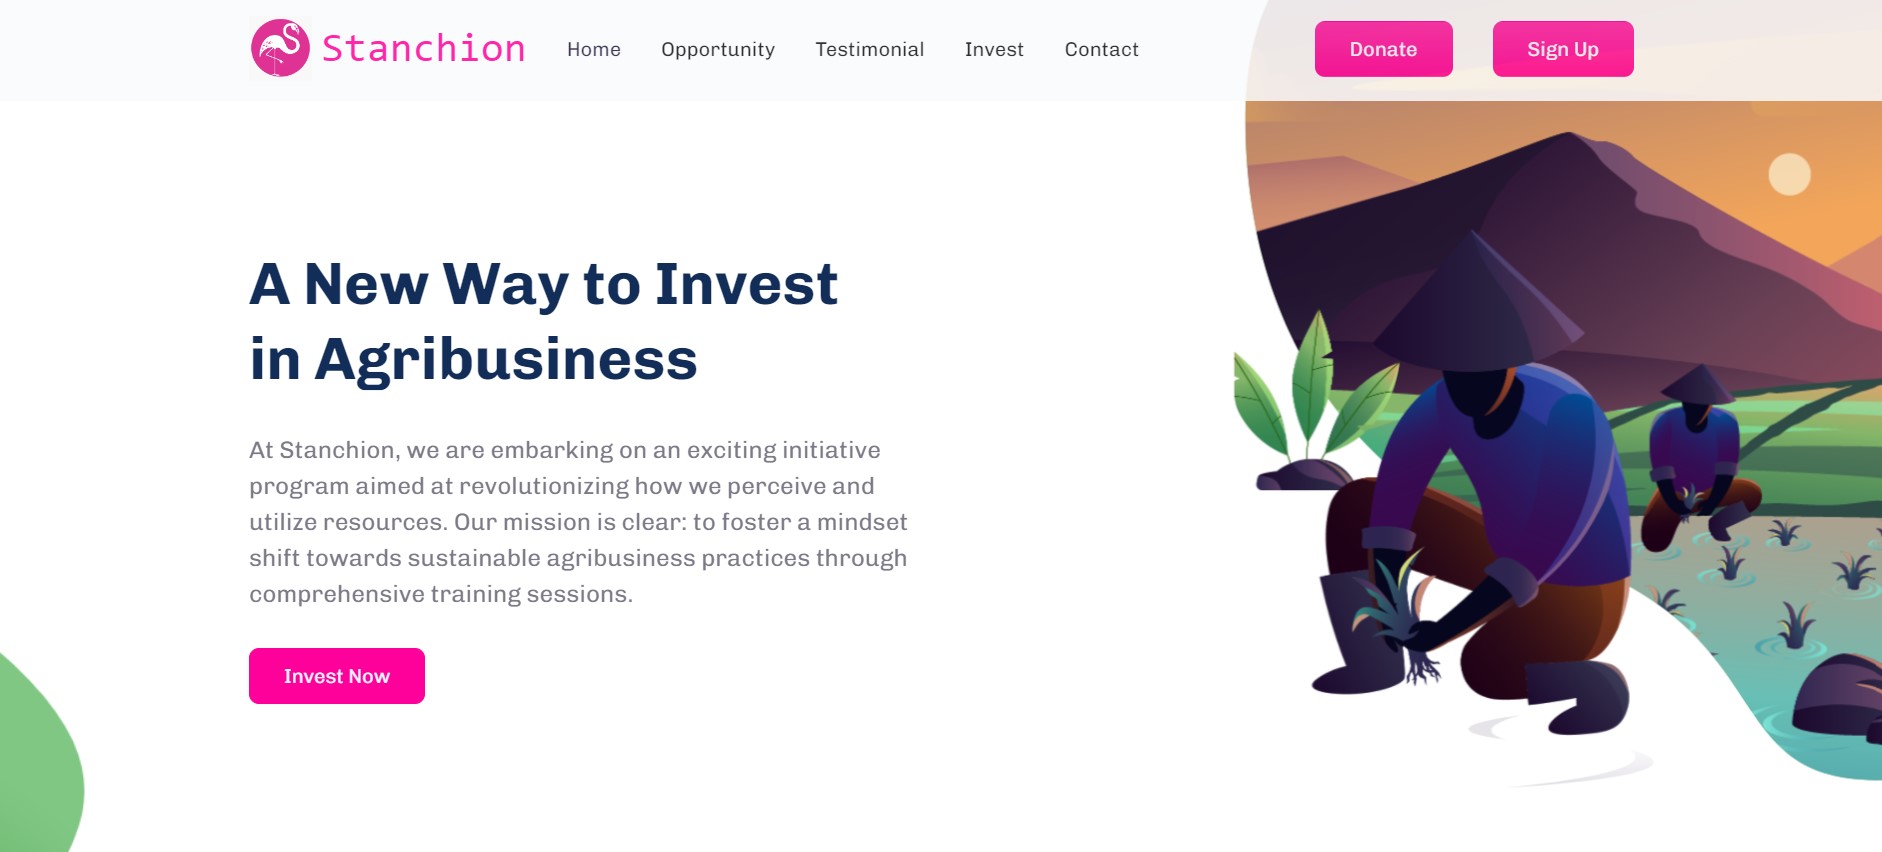 Stanchion
Home
Opportunity
Testimonial
Invest
Contact
Donate
Sign Up
A New Way to Invest
in Agribusiness
At Stanchion, we are embarking on an exciting initiative
program aimed at revolutionizing how we perceive and
utilize resources. Our mission is clear: to foster a mindset
shift towards sustainable agribusiness practices through
comprehensive training sessions.
Invest Now